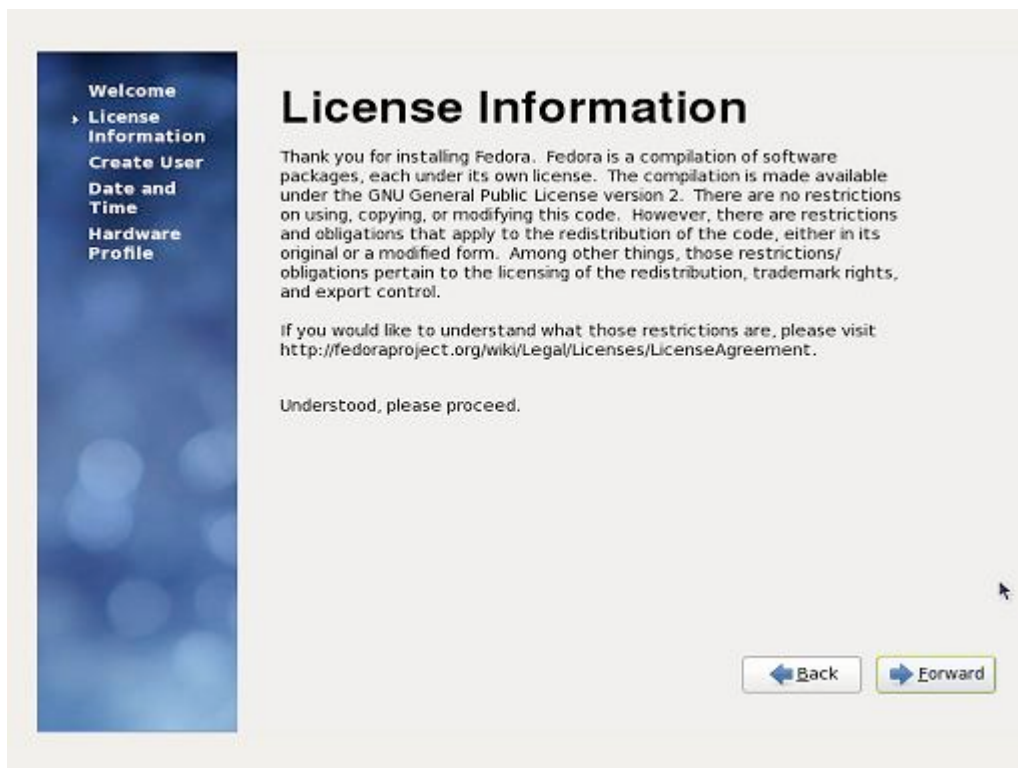 Welcome
License
Information
Create User
Date and
Time
Hardware
Profile
License Information
Thank you for installing Fedora.  Fedora is a compilation of software
packages, each under its own license.  The compilation is made available
under the GNU General Public License version 2.  There are no restrictions
on using, copying, or modifying this code.  However, there are restrictions
and obligations that apply to the redistribution of the code, either in its
original or a modified form.  Among other things, those restrictions/
obligations pertain to the licensing of the redistribution, trademark rights,
and export control.
If you would like to understand what those restrictions are, please visit
http://fedoraproject.org/wiki/Legal/Licenses/LicenseAgreement.
Understood, please proceed.
Back
Forward